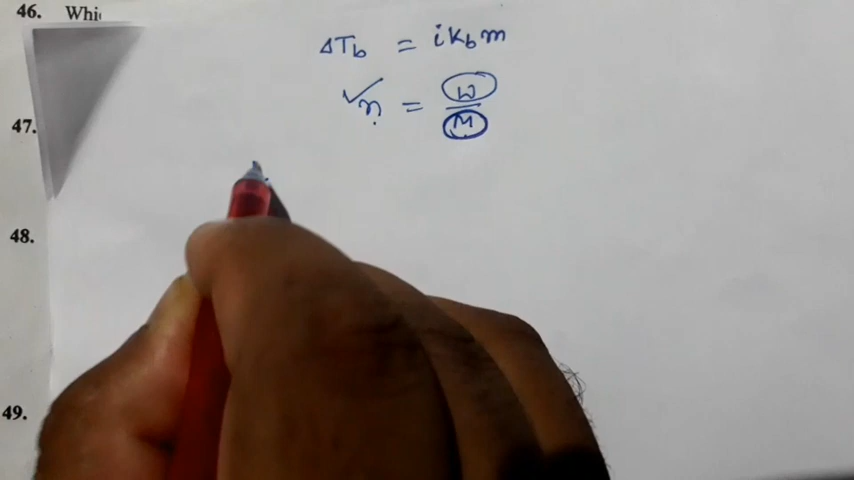 46. Whi
ΔTb = iKbm
✓n = W/M
47.
48.
49.